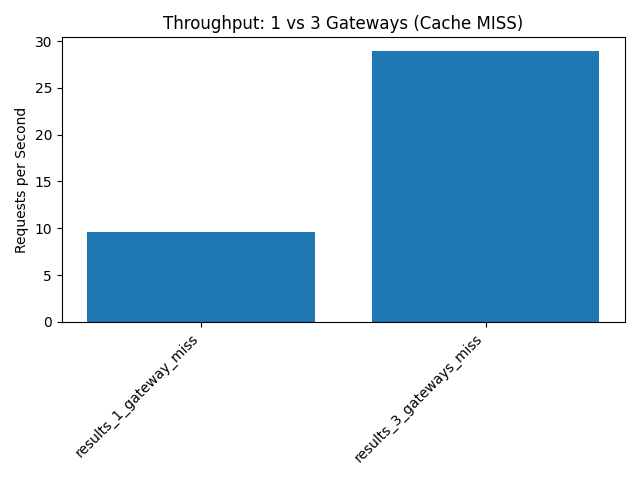 Throughput: 1 vs 3 Gateways (Cache MISS)
Requests per Second
30
25
20
15
10
5
0
results_1_gateway_miss
results_3_gateways_miss